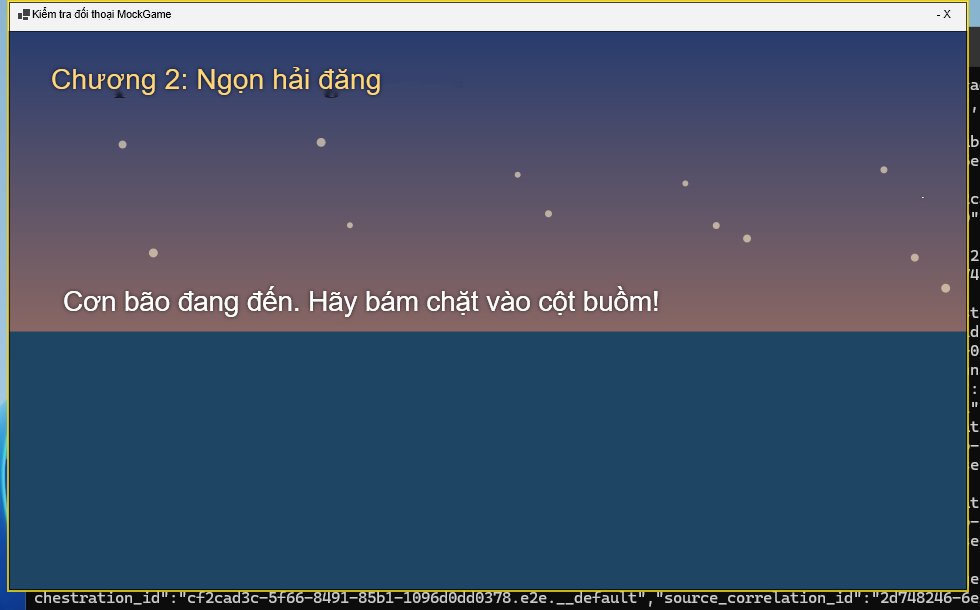 Kiểm tra đối thoại MockGame
- X
Chương 2: Ngọn hải đăng
Cơn bão đang đến. Hãy bám chặt vào cột buồm!
chestration_id":"cf2cad3c-5f66-8491-85b1-1096d0dd0378.e2e.__default","source_correlation_id":"2d748246-6